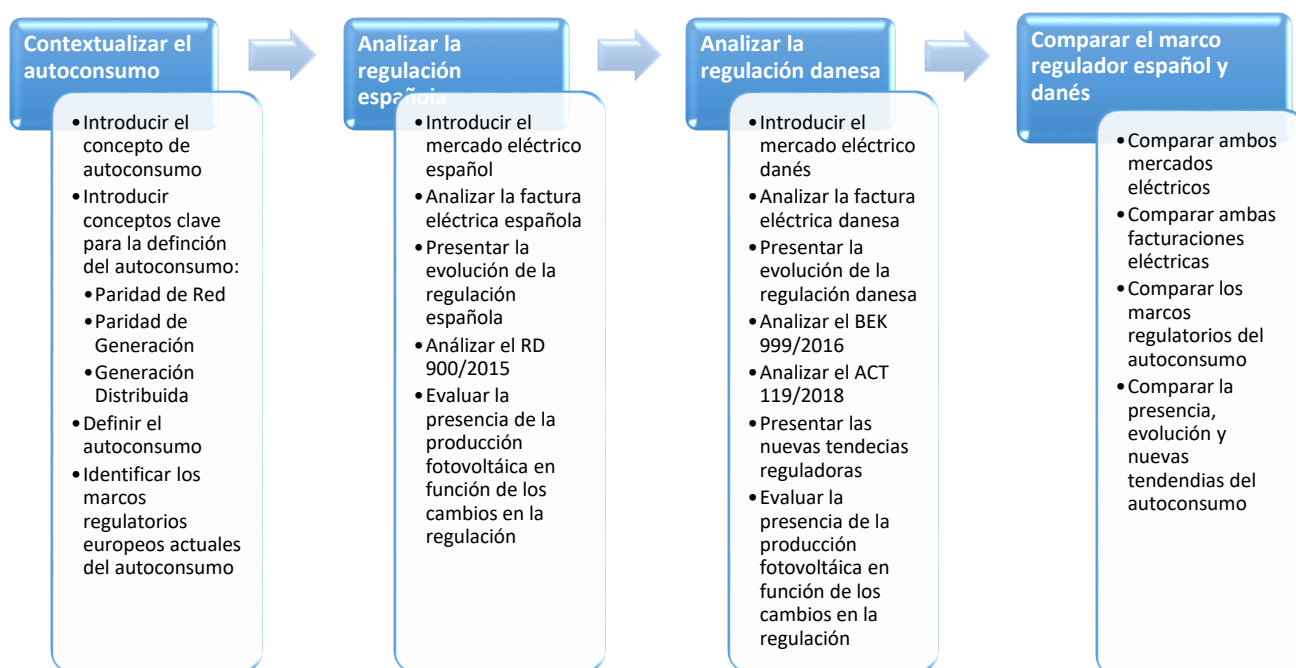 Contextualizar el
autoconsumo
• Introducir el
concepto de
autoconsumo
• Introducir
conceptos clave
para la definción
del autoconsumo:
• Paridad de Red
• Paridad de
Generación
• Generación
Distribuida
• Definir el
autoconsumo
• Identificar los
marcos
regulatorios
europeos actuales
del autoconsumo
Analizar la
regulación
española
• Introducir el
mercado eléctrico
español
• Analizar la factura
eléctrica española
• Presentar la
evolución de la
regulación
española
• Análizar el RD
900/2015
• Evaluar la
presencia de la
producción
fotovoltáica en
función de los
cambios en la
regulación
Analizar la
regulación danesa
• Introducir el
mercado eléctrico
danés
• Analizar la factura
eléctrica danesa
• Presentar la
evolución de la
regulación danesa
• Analizar el BEK
999/2016
• Analizar el ACT
119/2018
• Presentar las
nuevas tendecias
reguladoras
• Evaluar la
presencia de la
producción
fotovoltáica en
función de los
cambios en la
regulación
Comparar el marco
regulador español y
danés
• Comparar ambos
mercados
eléctricos
• Comparar ambas
facturaciones
eléctricas
• Comparar los
marcos
regulatorios del
autoconsumo
• Comparar la
presencia,
evolución y
nuevas
tendendias del
autoconsumo